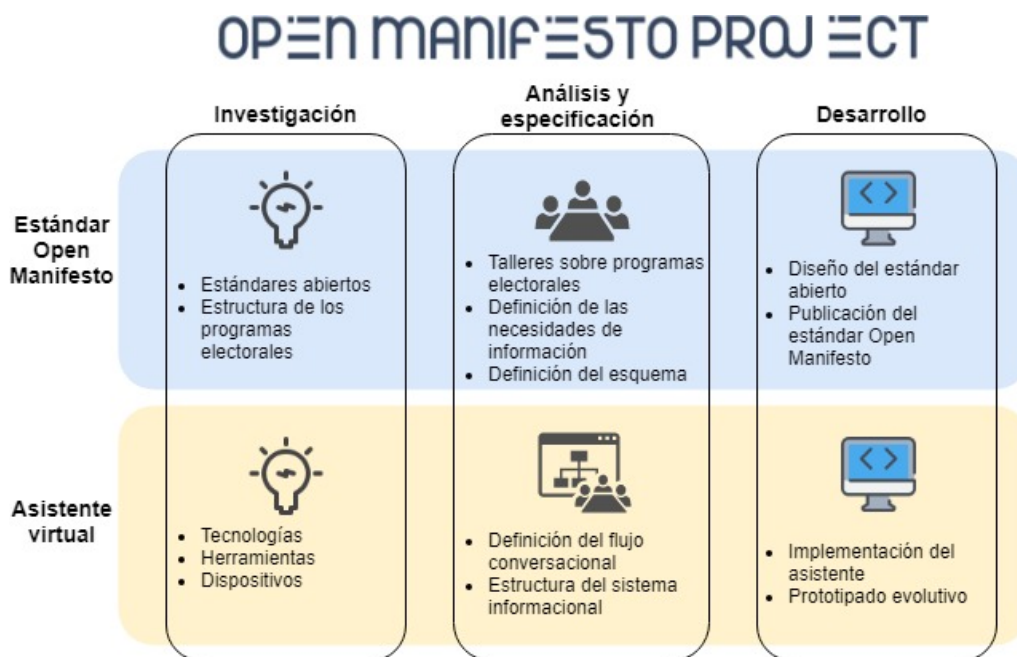 OPEN MANIFESTO PROJECT
Investigación
Análisis y
especificación
Desarrollo
Estándar
Open
Manifesto
• Estándares abiertos
• Estructura de los
programas
electorales
• Talleres sobre programas
electorales
• Definición de las
necesidades de
información
• Definición del esquema
• Diseño del estándar
abierto
• Publicación del
estándar Open
Manifesto
Asistente
virtual
• Tecnologías
• Herramientas
• Dispositivos
• Definición del flujo
conversacional
• Estructura del sistema
informacional
• Implementación del
asistente
• Prototipado evolutivo